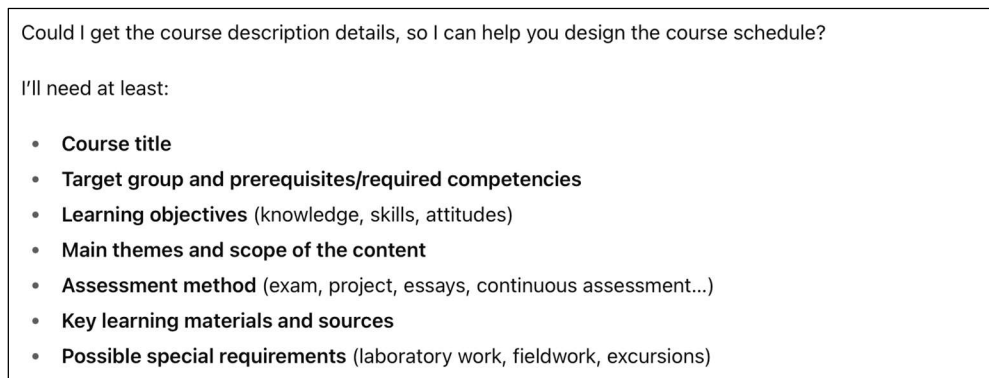 Could I get the course description details, so I can help you design the course schedule?
I'll need at least:
• Course title
• Target group and prerequisites/required competencies
• Learning objectives (knowledge, skills, attitudes)
• Main themes and scope of the content
• Assessment method (exam, project, essays, continuous assessment...)
• Key learning materials and sources
• Possible special requirements (laboratory work, fieldwork, excursions)